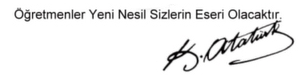 Öğretmenler Yeni Nesil Sizlerin Eseri Olacaktır.
K. Atatürk